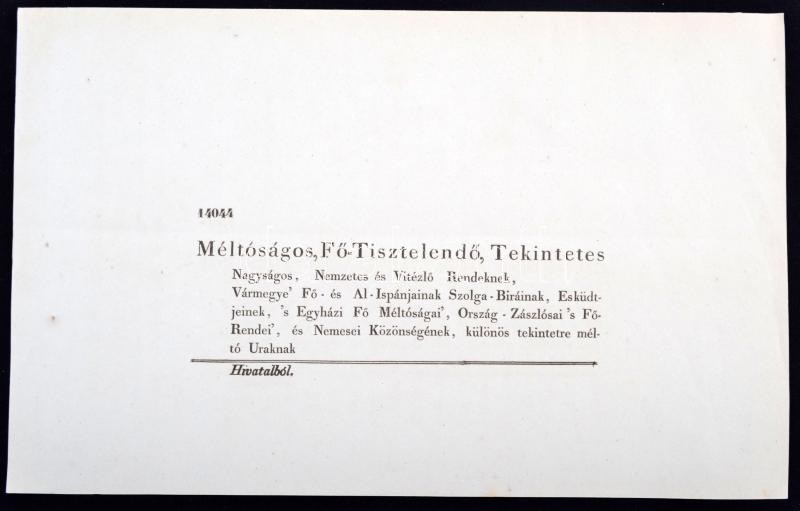 14044
Méltóságos, Fő-Tisztelendő, Tekintetes
Nagyságos, Nemzetes és Vitézlő Rendeknek,
Vármegye' Fő- és Al-Ispánjainak Szolga-Biráinak, Esküdt-
jeinek, 's Egyházi Fő Méltóságai', Ország-Zászlósai 's Fő-
Rendei', és Nemesei Közönségének, különös tekintetre mél-
tó Uraknak
Hivatalból.